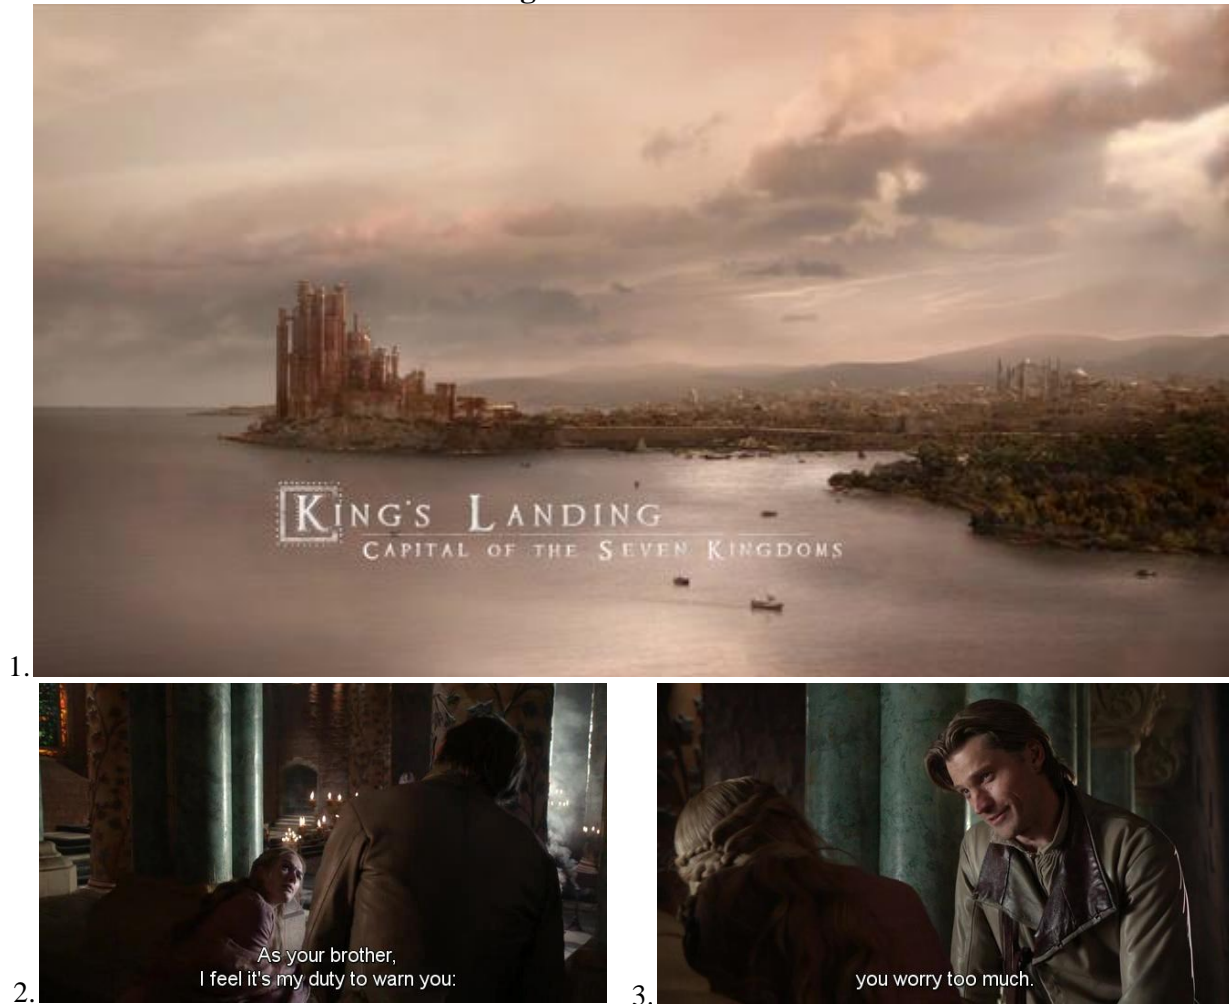 1.
KING'S LANDING
CAPITAL OF THE SEVEN KINGDOMS
2.
As your brother,
I feel it's my duty to warn you:
3.
you worry too much.